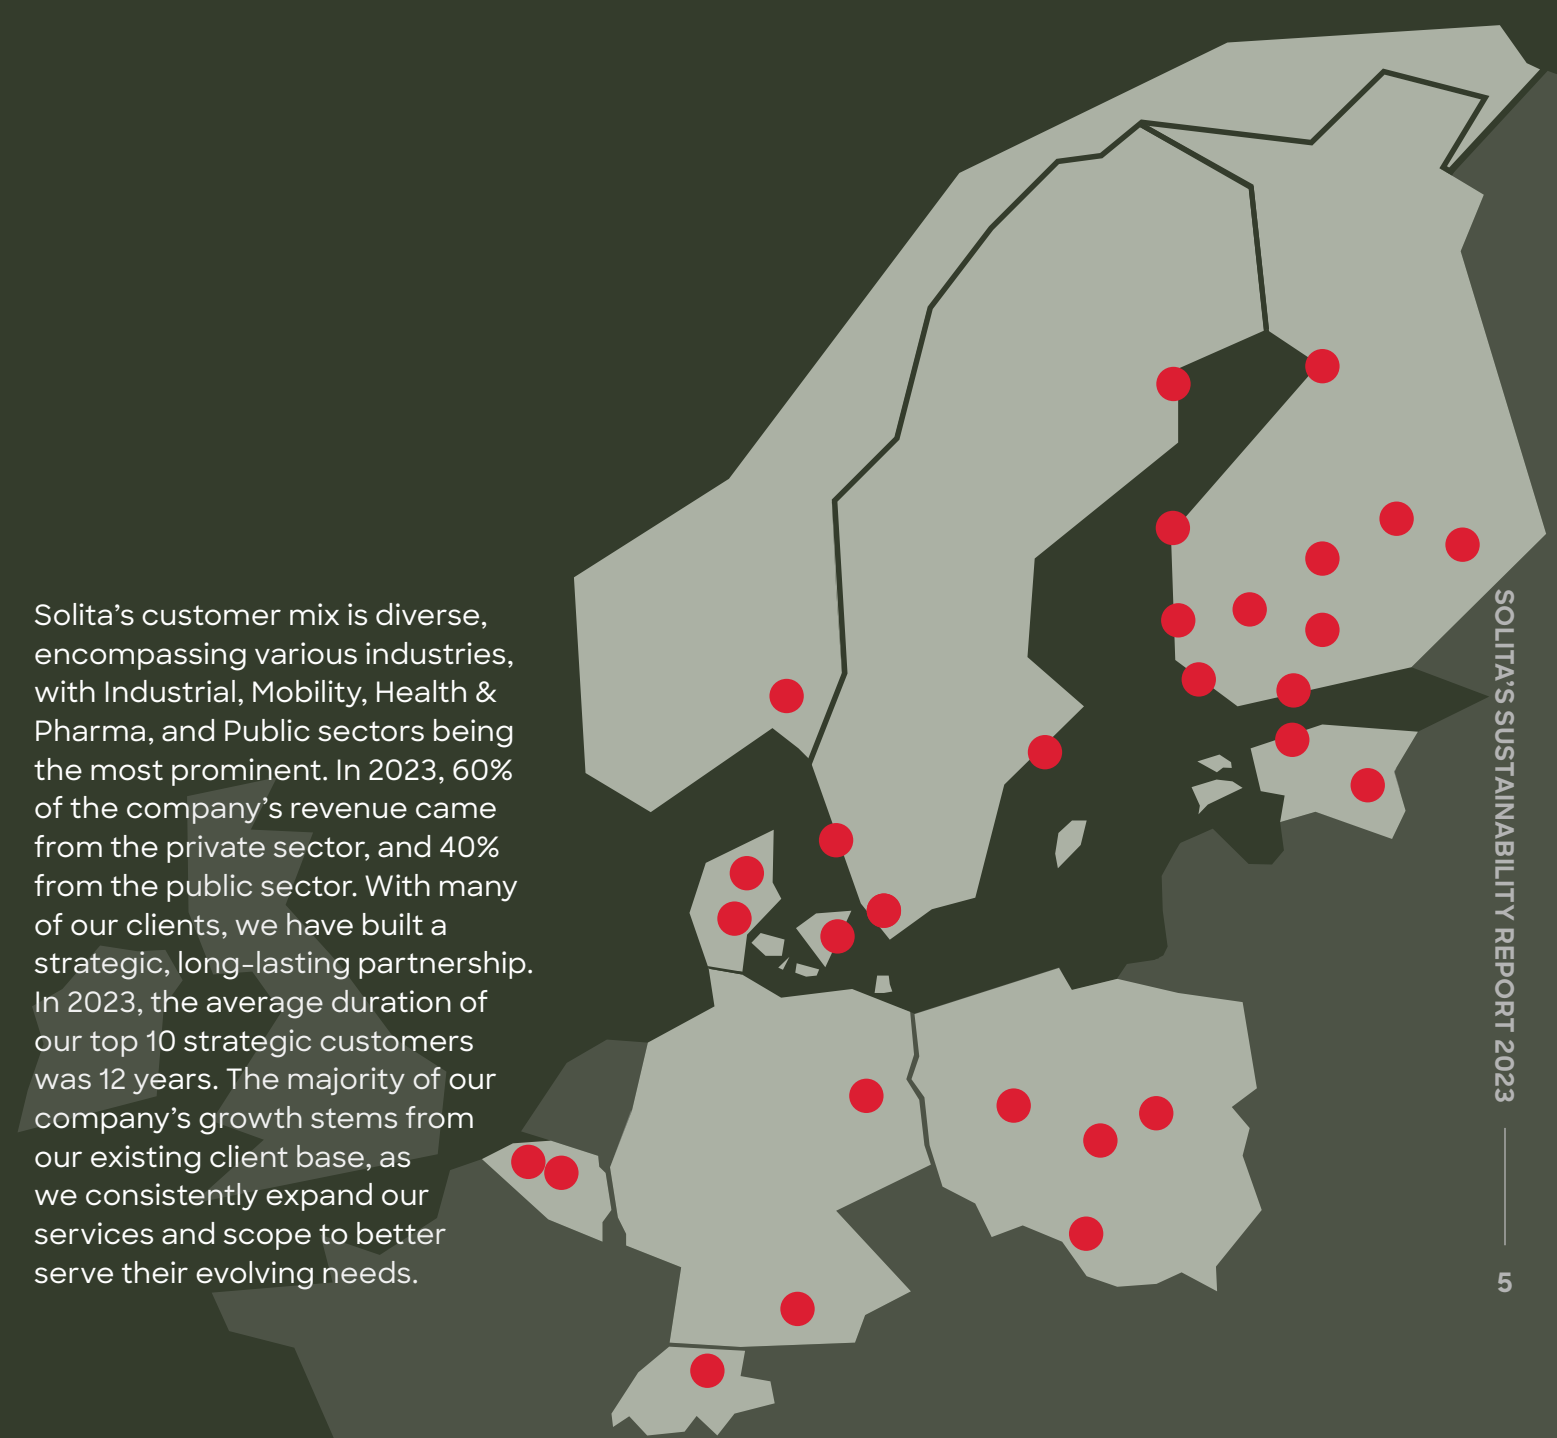 Solita’s customer mix is diverse,
encompassing various industries,
with Industrial, Mobility, Health &
Pharma, and Public sectors being
the most prominent. In 2023, 60%
of the company’s revenue came
from the private sector, and 40%
from the public sector. With many
of our clients, we have built a
strategic, long-lasting partnership.
In 2023, the average duration of
our top 10 strategic customers
was 12 years. The majority of our
company’s growth stems from
our existing client base, as
we consistently expand our
services and scope to better
serve their evolving needs.
SOLITA’S SUSTAINABILITY REPORT 2023
5